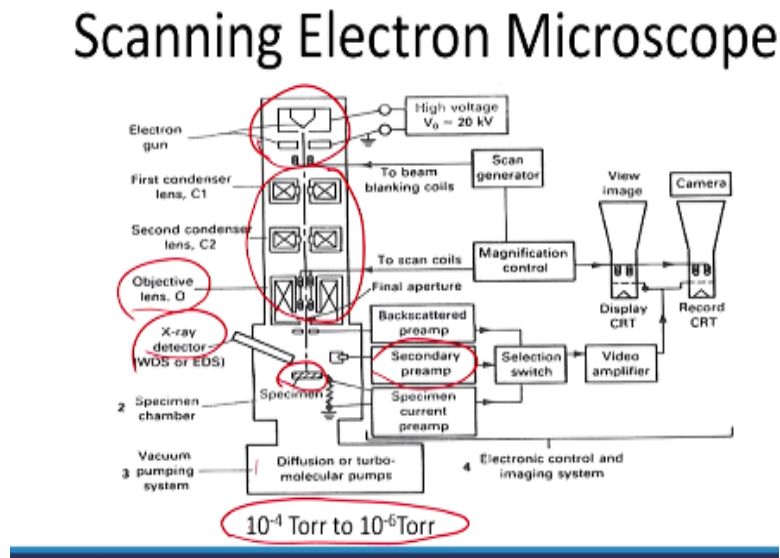 Scanning Electron Microscope
Electron
gun
High voltage
V₀ ~ 20 kV
First condenser
lens, C1
To beam
blanking coils
Scan
generator
View
image
Camera
Second condenser
lens, C2
To scan coils
Magnification
control
Objective
lens, O
Final aperture
Display
CRT
Record
CRT
X-ray
detector
(WDS or EDS)
Backscattered
preamp
Secondary
preamp
Selection
switch
Video
amplifier
2 Specimen
chamber
Specimen
Specimen
current
preamp
3 Vacuum
pumping
system
Diffusion or turbo-
molecular pumps
4 Electronic control and
imaging system
10⁻⁴ Torr to 10⁻⁶Torr